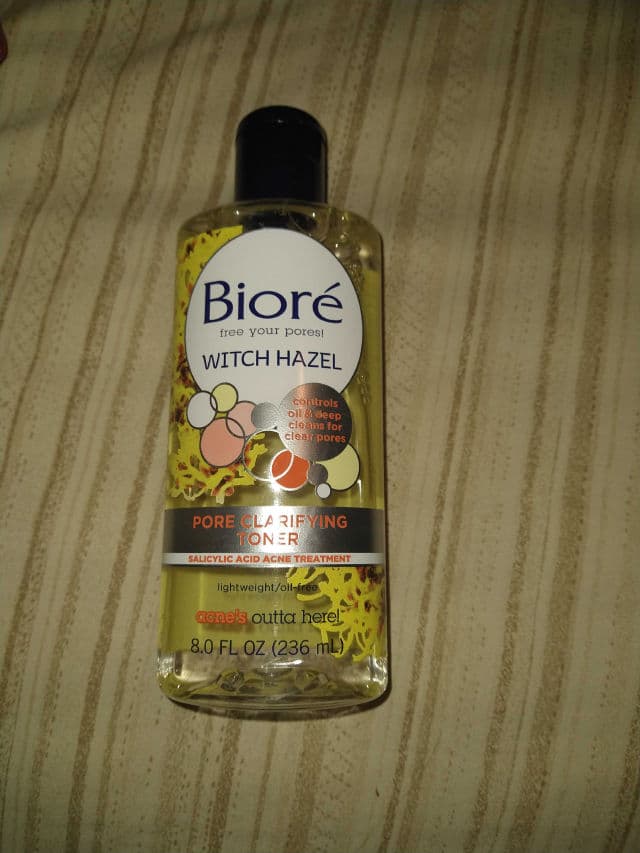 Bioré
free your pores!
WITCH HAZEL
controls
oil & deep
cleans for
clear pores
PORE CLARIFYING
TONER
SALICYLIC ACID ACNE TREATMENT
lightweight/oil-free
acne's outta here!
8.0 FL OZ (236 mL)